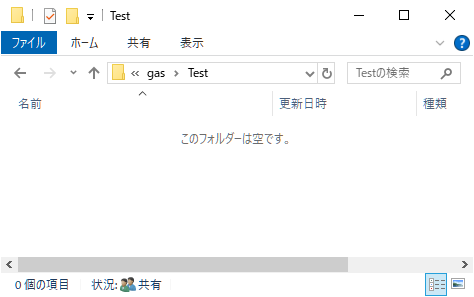 Test
ファイル ホーム 共有 表示
« gas › Test Testの検索
名前 更新日時 種類
このフォルダーは空です。
0 個の項目 状況: 共有